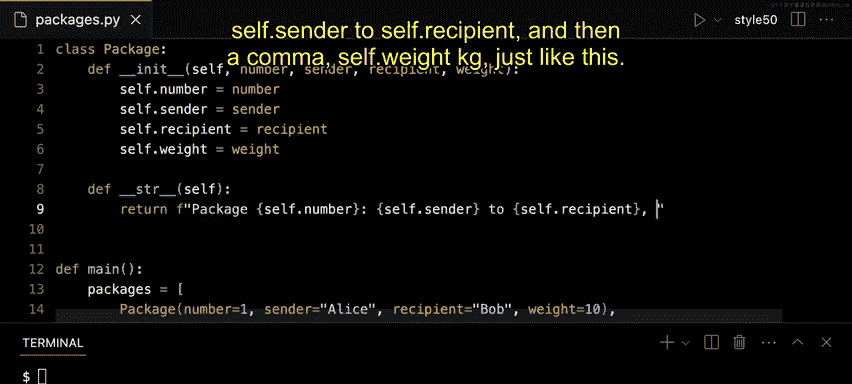 packages.py
style50
self.sender to self.recipient, and then
a comma, self.weight kg, just like this.
1 class Package:
2 def __init__(self, number, sender, recipient, weight):
3 self.number = number
4 self.sender = sender
5 self.recipient = recipient
6 self.weight = weight
7
8 def __str__(self):
9 return f"Package {self.number}: {self.sender} to {self.recipient}, "
10
11
12 def main():
13 packages = [
14 Package(number=1, sender="Alice", recipient="Bob", weight=10),
TERMINAL
$